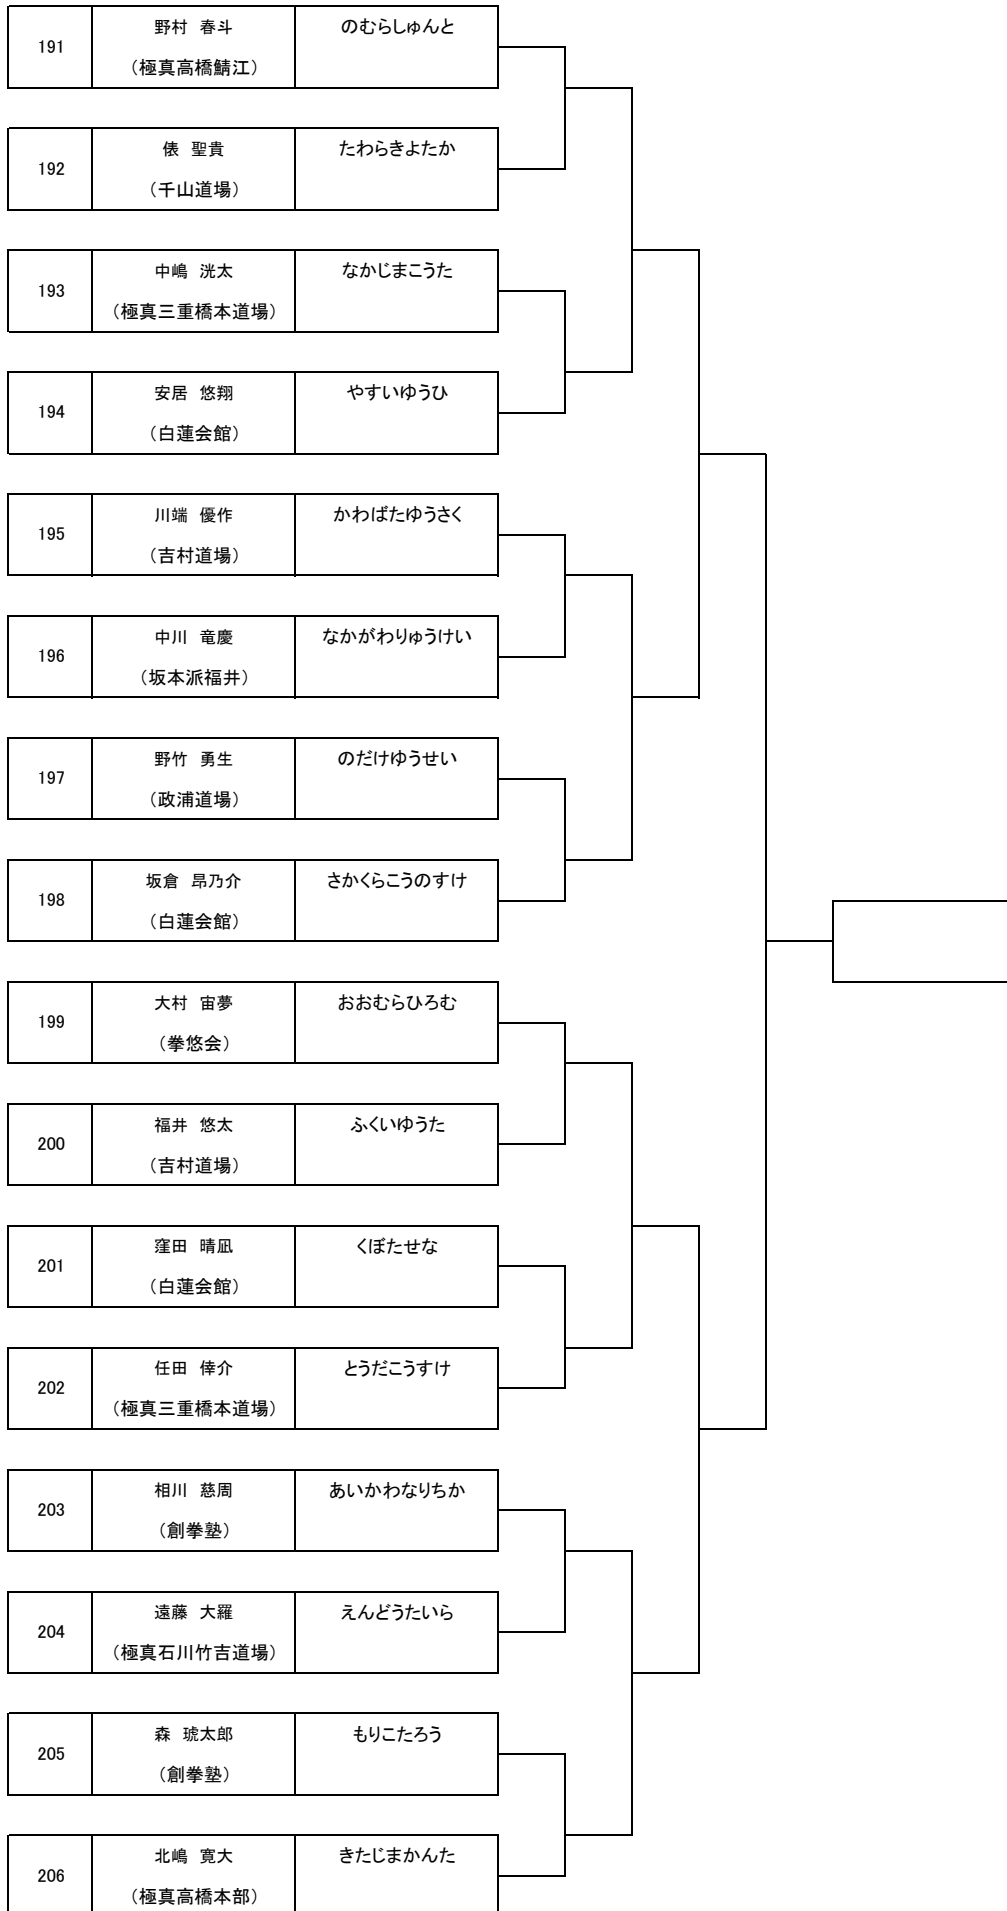 191
野村 春斗
（極真高橋鯖江）
のむらしゅんと
192
俵 聖貴
（千山道場）
たわらきよたか
193
中嶋 洸太
（極真三重橋本道場）
なかじまこうた
194
安居 悠翔
（白蓮会館）
やすいゆうひ
195
川端 優作
（吉村道場）
かわばたゆうさく
196
中川 竜慶
（坂本派福井）
なかがわりゅうけい
197
野竹 勇生
（政浦道場）
のだけゆうせい
198
坂倉 昂乃介
（白蓮会館）
さかくらこうのすけ
199
大村 宙夢
（拳悠会）
おおむらひろむ
200
福井 悠太
（吉村道場）
ふくいゆうた
201
窪田 晴凪
（白蓮会館）
くぼたせな
202
任田 倖介
（極真三重橋本道場）
とうだこうすけ
203
相川 慈周
（創拳塾）
あいかわなりちか
204
遠藤 大羅
（極真石川竹吉道場）
えんどうたいら
205
森 琥太郎
（創拳塾）
もりこたろう
206
北嶋 寛大
（極真高橋本部）
きたじまかんた